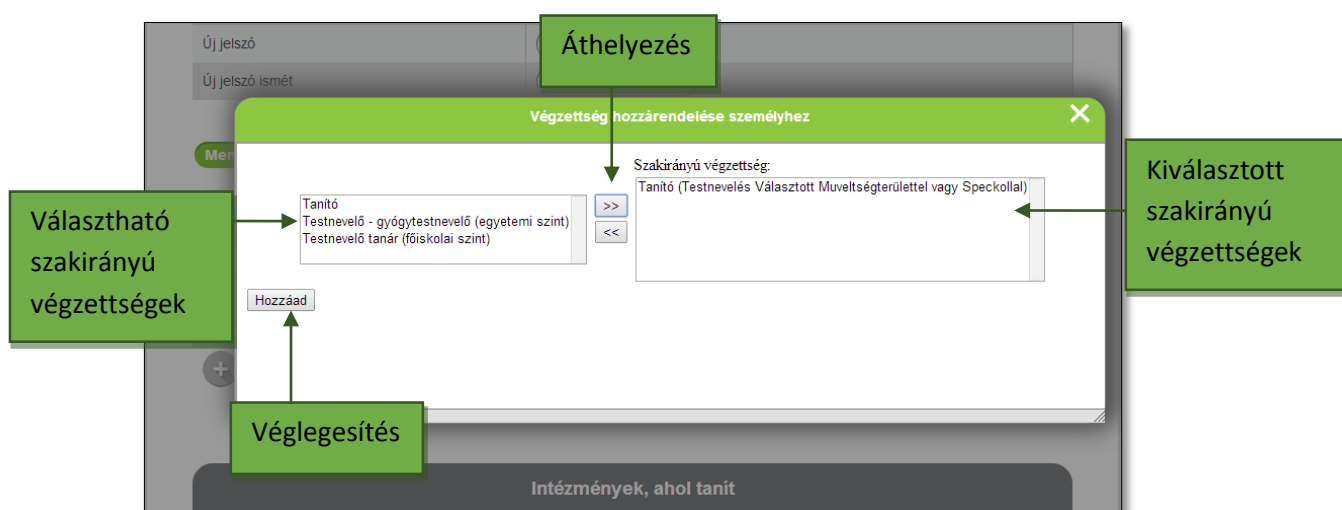 Új jelszó
Áthelyezés
Új jelszó ismét
Végzettség hozzárendelése személyhez
Men
Szakirányú végzettség:
Választható
szakirányú
végzettségek
Tanító
Testnevelő - gyógytestnevelő (egyetemi szint)
Testnevelő tanár (főiskolai szint)
>>
<<
Tanító (Testnevelés Választott Muveltségterülettel vagy Speckollal)
Kiválasztott
szakirányú
végzettségek
Hozzáad
Véglegesítés
Intézmények, ahol tanít